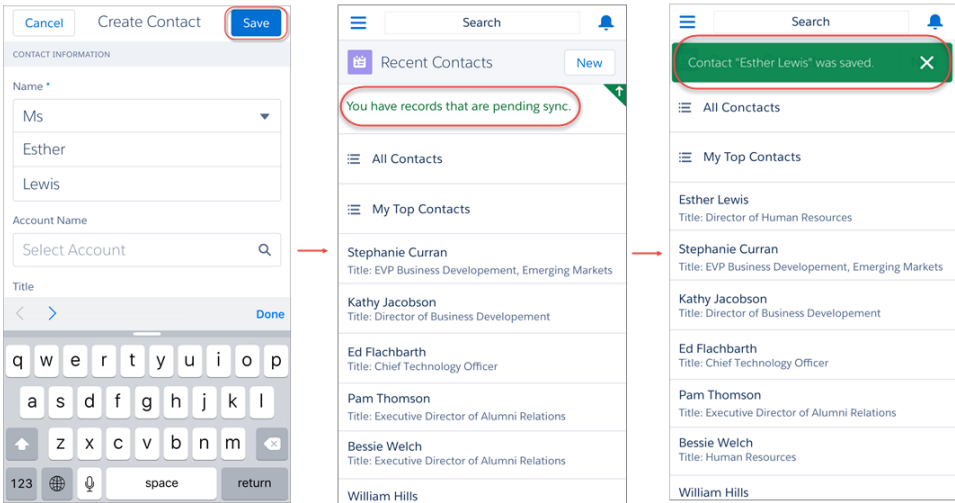 Cancel
Create Contact
Save
CONTACT INFORMATION
Name *
Ms
Esther
Lewis
Account Name
Select Account
Title
Done
q w e r t y u i o p
a s d f g h j k l
z x c v b n m
123 space return
Search
Recent Contacts
New
You have records that are pending sync.
All Contacts
My Top Contacts
Stephanie Curran
Title: EVP Business Developement, Emerging Markets
Kathy Jacobson
Title: Director of Business Developement
Ed Flachbarth
Title: Chief Technology Officer
Pam Thomson
Title: Executive Director of Alumni Relations
Bessie Welch
Title: Executive Director of Alumni Relations
William Hills
Search
Contact "Esther Lewis" was saved.
All Conctacts
My Top Contacts
Esther Lewis
Title: Director of Human Resources
Stephanie Curran
Title: EVP Business Developement, Emerging Markets
Kathy Jacobson
Title: Director of Business Developement
Ed Flachbarth
Title: Chief Technology Officer
Pam Thomson
Title: Executive Director of Alumni Relations
Bessie Welch
Title: Human Resources
William Hills